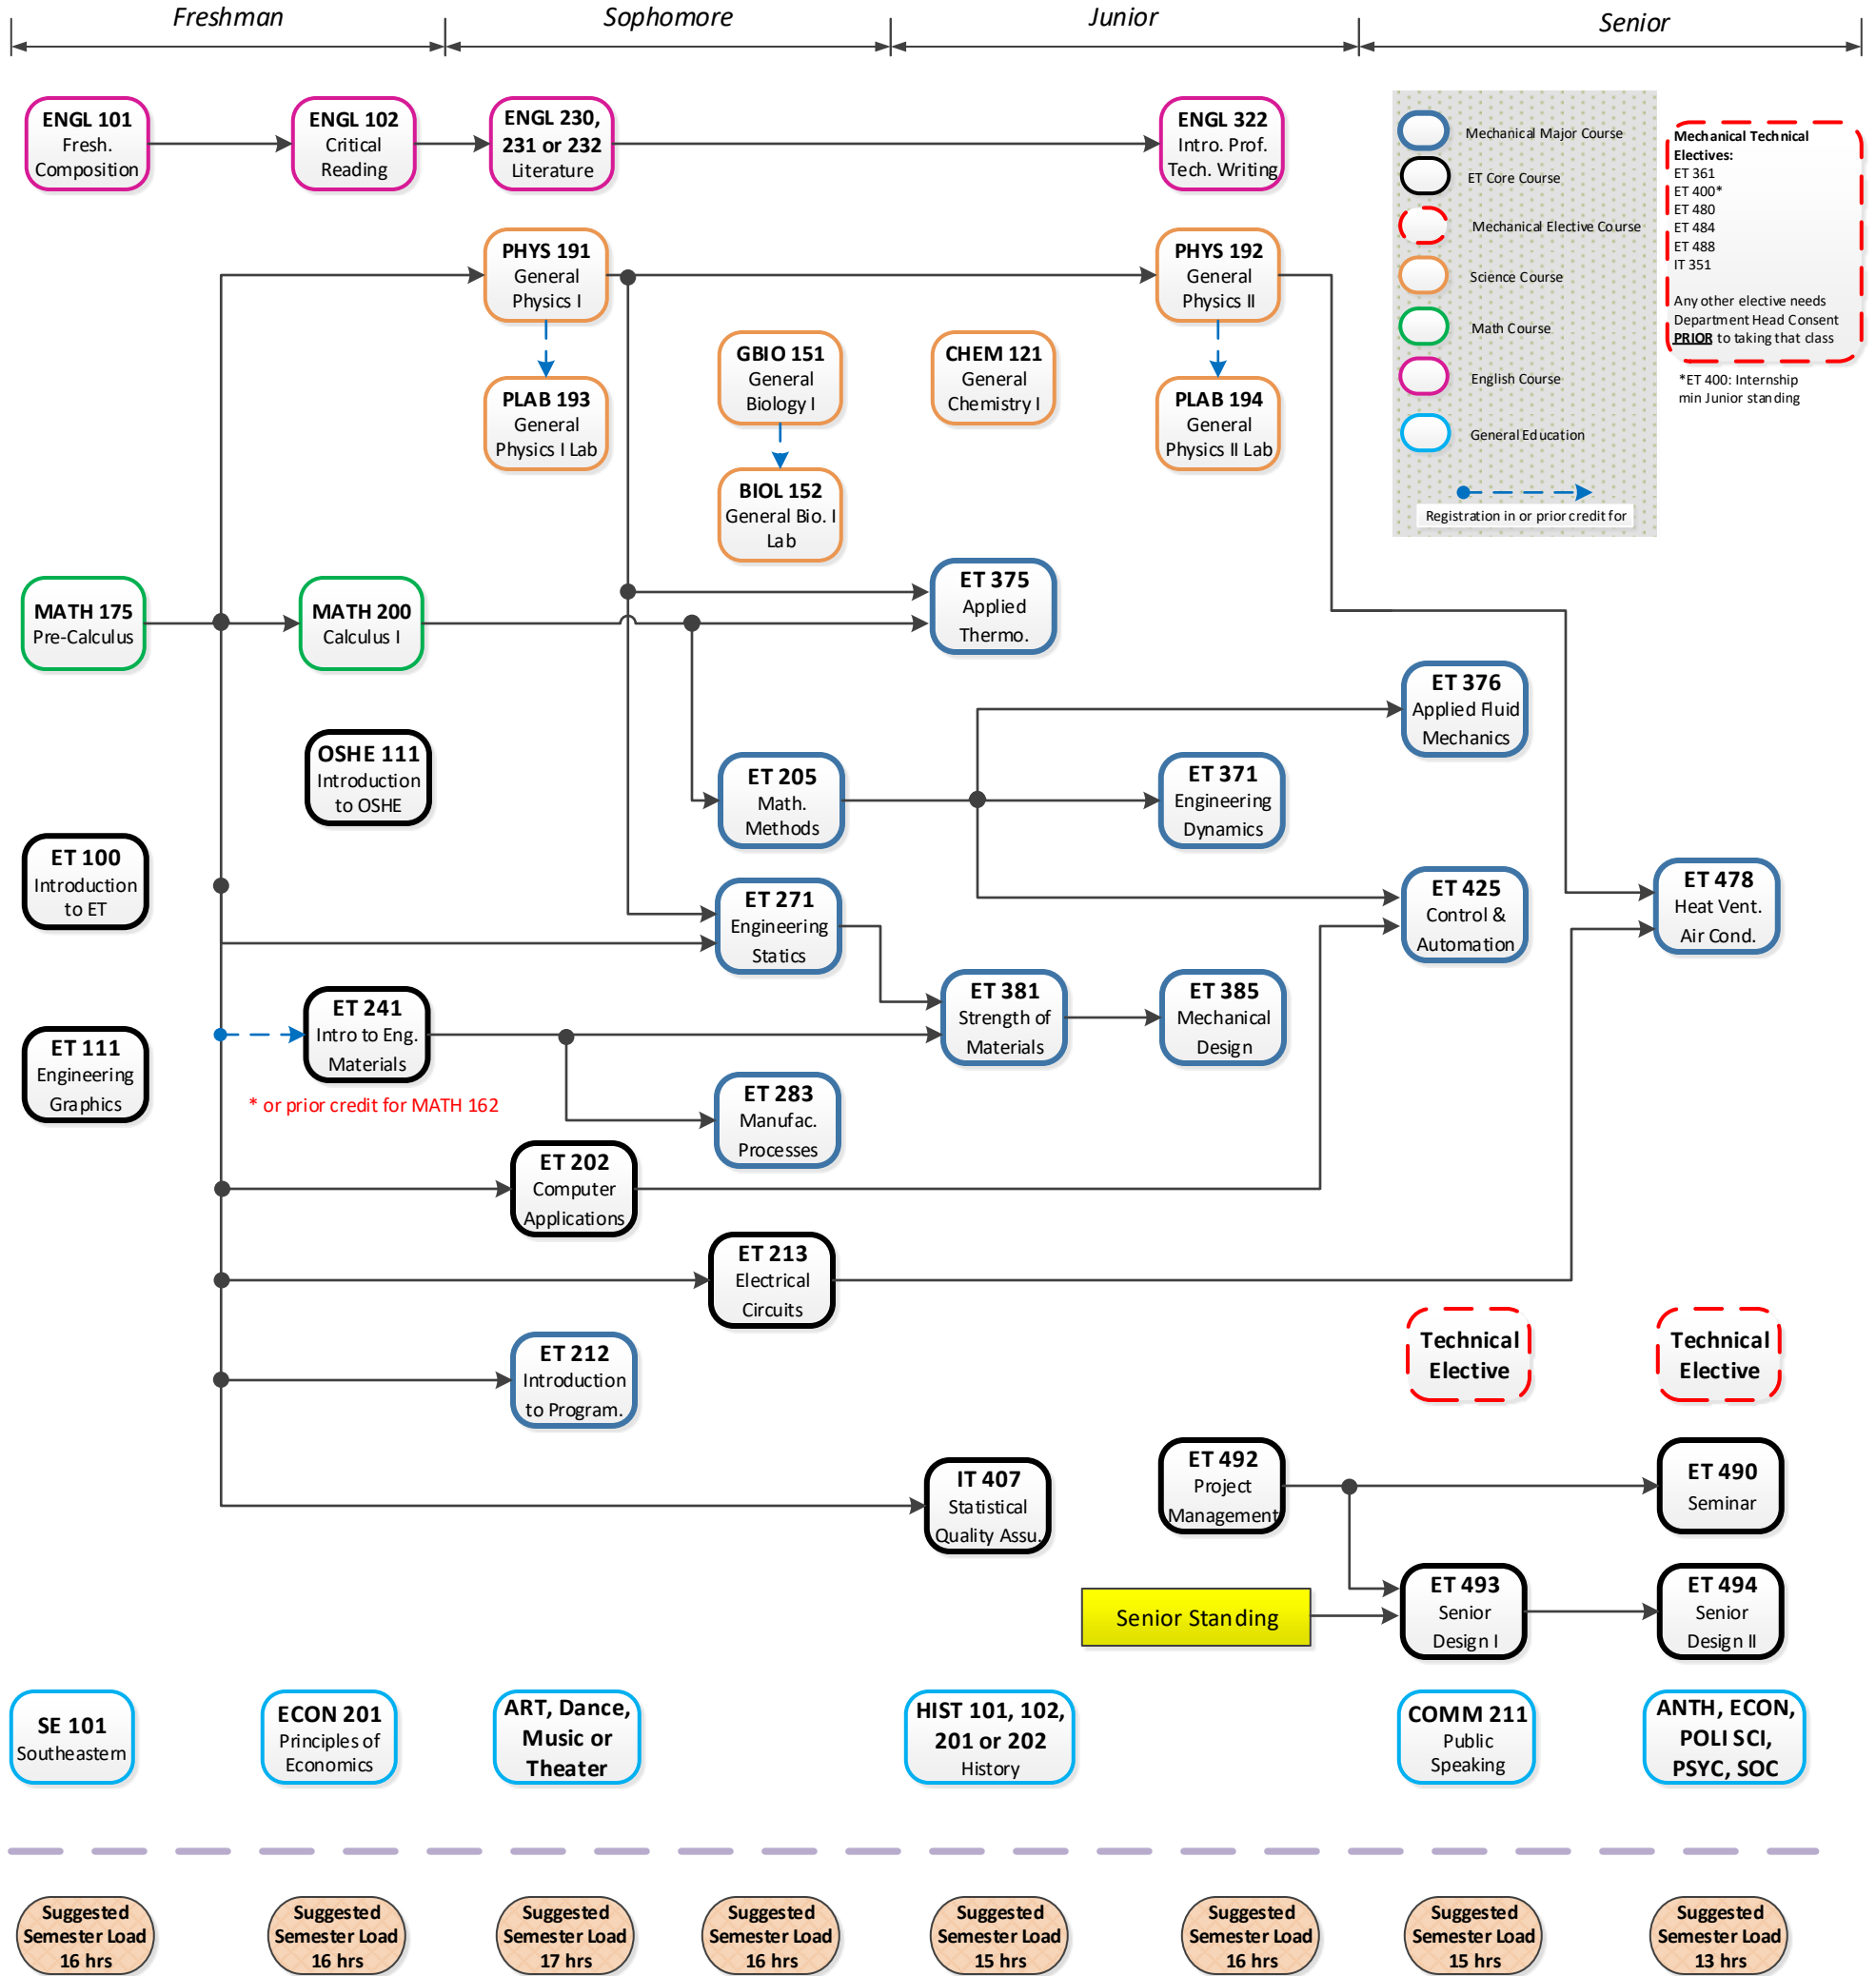 Freshman
Sophomore
Junior
Senior
ENGL 101
Fresh.
Composition
ENGL 102
Critical
Reading
ENGL 230,
231 or 232
Literature
ENGL 322
Intro. Prof.
Tech. Writing
Mechanical Major Course
ET Core Course
Mechanical Elective Course
Science Course
Math Course
English Course
General Education
Registration in or prior credit for
Mechanical Technical
Electives:
ET 361
ET 400*
ET 480
ET 484
ET 488
IT 351
Any other elective needs
Department Head Consent
PRIOR to taking that class
*ET 400: Internship
min Junior standing
PHYS 191
General
Physics I
PHYS 192
General
Physics II
PLAB 193
General
Physics I Lab
GBIO 151
General
Biology I
CHEM 121
General
Chemistry I
PLAB 194
General
Physics II Lab
BIOL 152
General Bio. I
Lab
MATH 175
Pre-Calculus
MATH 200
Calculus I
ET 375
Applied
Thermo.
ET 376
Applied Fluid
Mechanics
OSHE 111
Introduction
to OSHE
ET 205
Math.
Methods
ET 371
Engineering
Dynamics
ET 100
Introduction
to ET
ET 271
Engineering
Statics
ET 425
Control &
Automation
ET 478
Heat Vent.
Air Cond.
ET 111
Engineering
Graphics
ET 241
Intro to Eng.
Materials
* or prior credit for MATH 162
ET 381
Strength of
Materials
ET 385
Mechanical
Design
ET 283
Manufac.
Processes
ET 202
Computer
Applications
ET 213
Electrical
Circuits
ET 212
Introduction
to Program.
Technical
Elective
Technical
Elective
IT 407
Statistical
Quality Assu.
ET 492
Project
Management
ET 490
Seminar
Senior Standing
ET 493
Senior
Design I
ET 494
Senior
Design II
SE 101
Southeastern
ECON 201
Principles of
Economics
ART, Dance,
Music or
Theater
HIST 101, 102,
201 or 202
History
COMM 211
Public
Speaking
ANTH, ECON,
POLI SCI,
PSYC, SOC
Suggested
Semester Load
16 hrs
Suggested
Semester Load
16 hrs
Suggested
Semester Load
17 hrs
Suggested
Semester Load
16 hrs
Suggested
Semester Load
15 hrs
Suggested
Semester Load
16 hrs
Suggested
Semester Load
15 hrs
Suggested
Semester Load
13 hrs